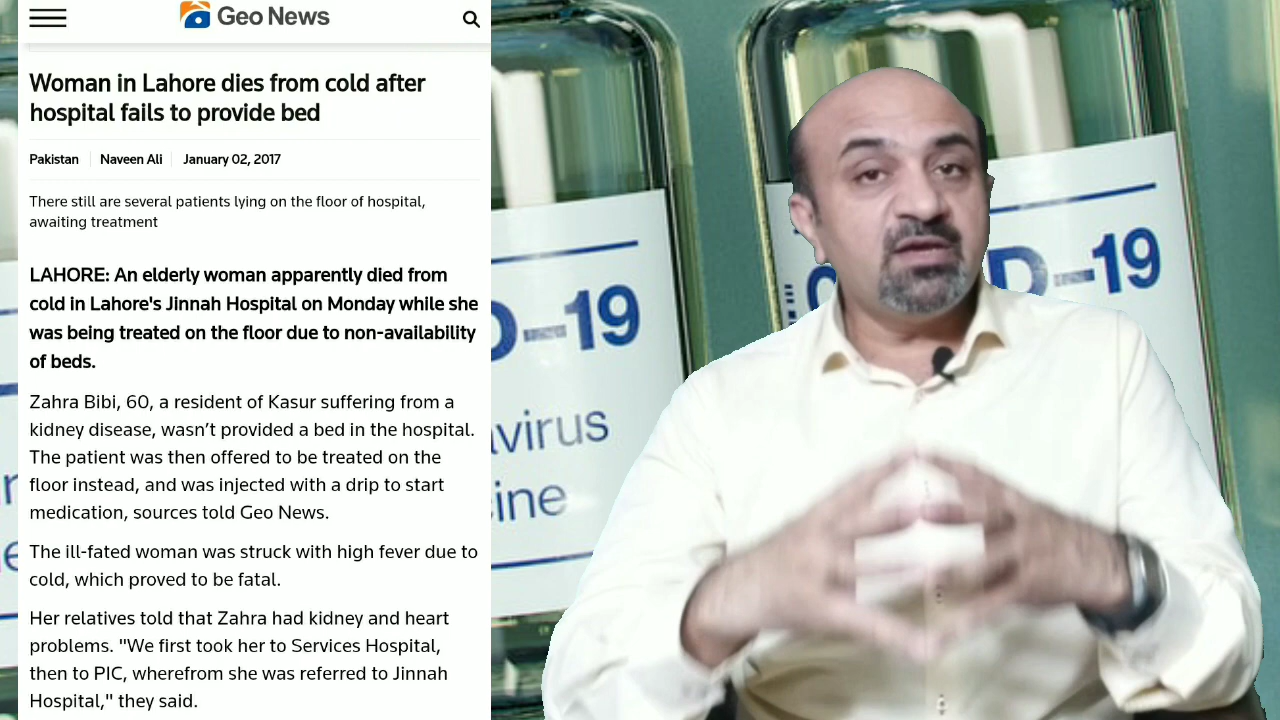 Geo News
Woman in Lahore dies from cold after
hospital fails to provide bed
Pakistan Naveen Ali January 02, 2017
There still are several patients lying on the floor of hospital,
awaiting treatment
LAHORE: An elderly woman apparently died from
cold in Lahore's Jinnah Hospital on Monday while she
was being treated on the floor due to non-availability
of beds.
Zahra Bibi, 60, a resident of Kasur suffering from a
kidney disease, wasn’t provided a bed in the hospital.
The patient was then offered to be treated on the
floor instead, and was injected with a drip to start
medication, sources told Geo News.
The ill-fated woman was struck with high fever due to
cold, which proved to be fatal.
Her relatives told that Zahra had kidney and heart
problems. "We first took her to Services Hospital,
then to PIC, wherefrom she was referred to Jinnah
Hospital," they said.
D-19
avirus
cine
D-19